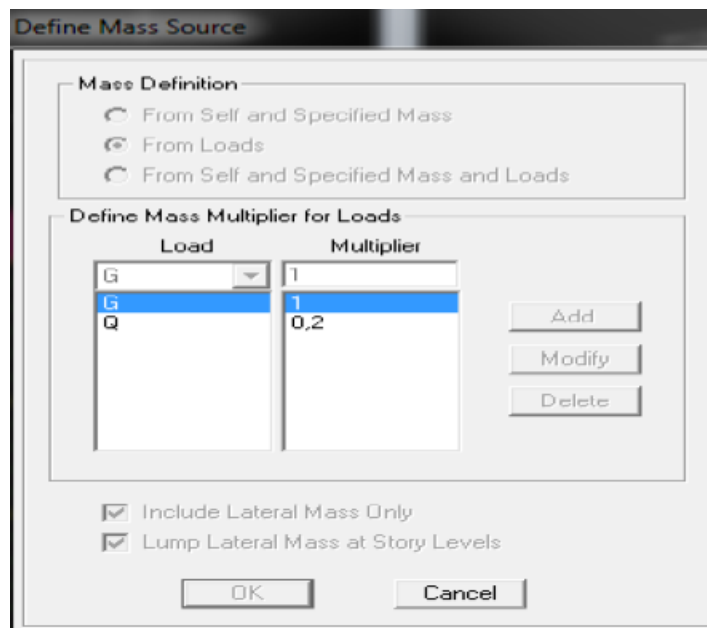 Define Mass Source
Mass Definition
From Self and Specified Mass
From Loads
From Self and Specified Mass and Loads
Define Mass Multiplier for Loads
Load Multiplier
G 1
G 1
Q 0,2
Add
Modify
Delete
Include Lateral Mass Only
Lump Lateral Mass at Story Levels
OK Cancel